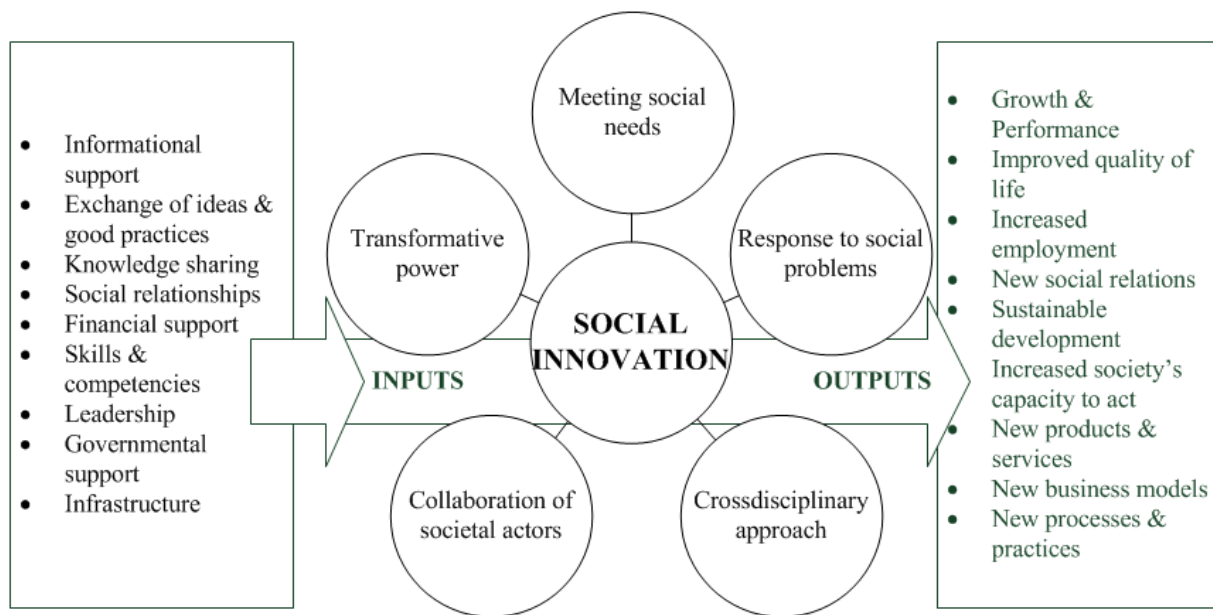 • Informational
support
• Exchange of ideas &
good practices
• Knowledge sharing
• Social relationships
• Financial support
• Skills &
competencies
• Leadership
• Governmental
support
• Infrastructure
INPUTS
Meeting social
needs
Transformative
power
Response to social
problems
SOCIAL
INNOVATION
Collaboration of
societal actors
Crossdisciplinary
approach
OUTPUTS
• Growth &
Performance
• Improved quality of
life
• Increased
employment
• New social relations
• Sustainable
development
Increased society’s
capacity to act
• New products &
services
• New business models
• New processes &
practices